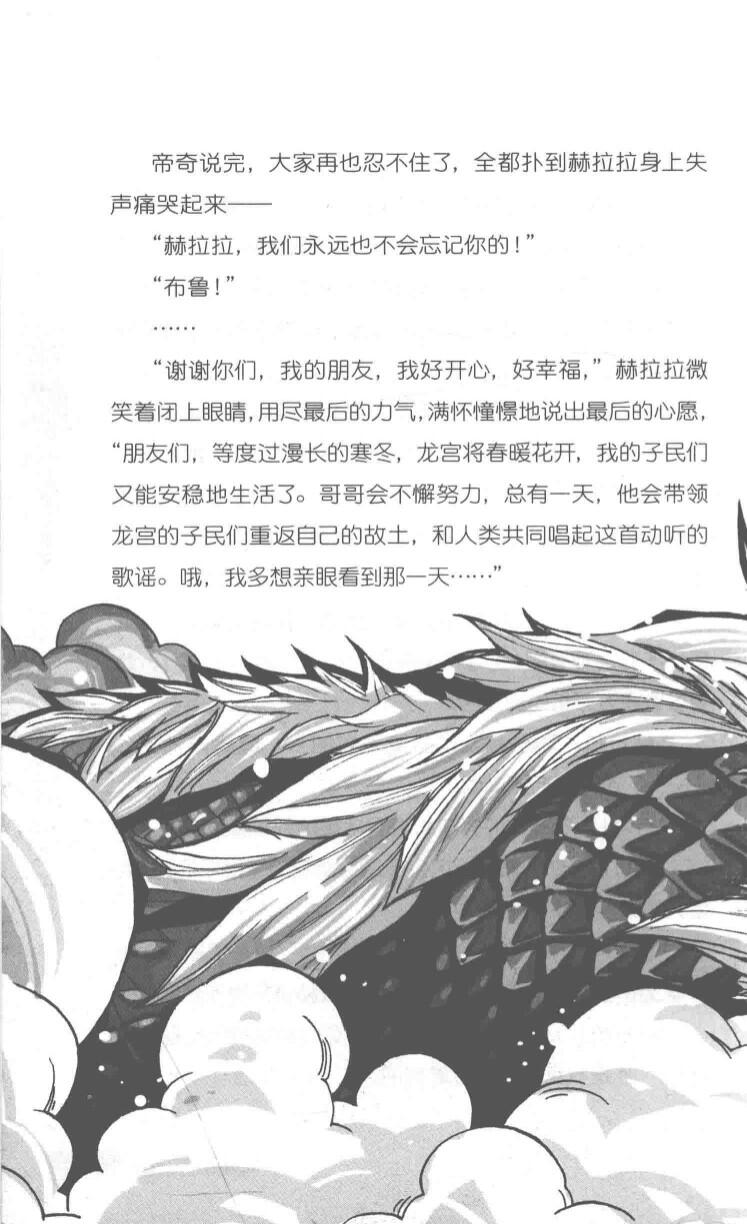 帝奇说完，大家再也忍不住了，全都扑到赫拉拉身上失
声痛哭起来——
“赫拉拉，我们永远也不会忘记你的！”
“布鲁！”
……
“谢谢你们，我的朋友，我好开心，好幸福，”赫拉拉微
笑着闭上眼睛，用尽最后的力气，满怀憧憬地说出最后的心愿，
“朋友们，等度过漫长的寒冬，龙宫将春暖花开，我的子民们
又能安稳地生活了。哥哥会不懈努力，总有一天，他会带领
龙宫的子民们重返自己的故土，和人类共同唱起这首动听的
歌谣。哦，我多想亲眼看到那一天……”